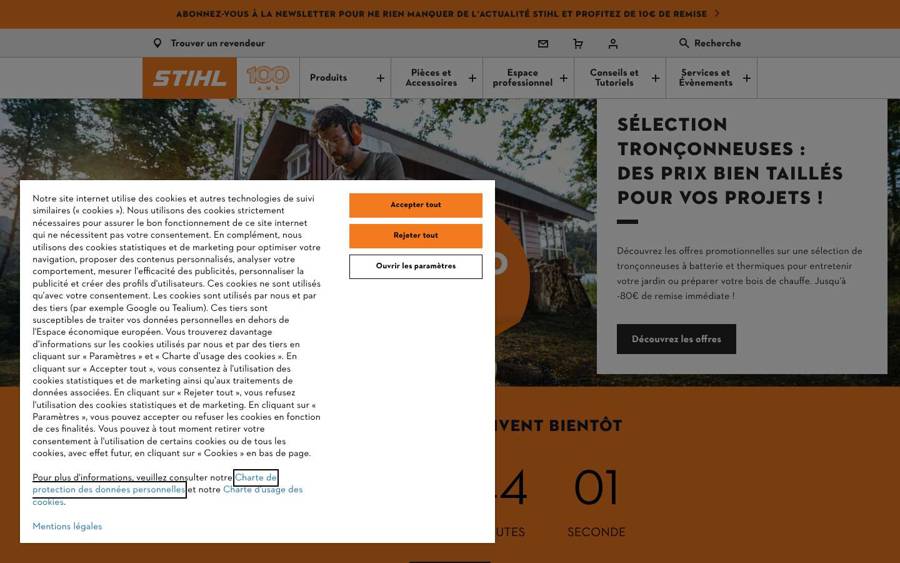 ABONNEZ-VOUS À LA NEWSLETTER POUR NE RIEN MANQUER DE L'ACTUALITÉ STIHL ET PROFITEZ DE 10€ DE REMISE
Trouver un revendeur
Recherche
STIHL
100
ANS
Produits
Pièces et
Accessoires
Espace
professionnel
Conseils et
Tutoriels
Services et
Évènements
SÉLECTION
TRONÇONNEUSES :
DES PRIX BIEN TAILLÉS
POUR VOS PROJETS !
Découvrez les offres promotionnelles sur une sélection de
tronçonneuses à batterie et thermiques pour entretenir
votre jardin ou préparer votre bois de chauffe. Jusqu'à
-80€ de remise immédiate !
Découvrez les offres
Notre site internet utilise des cookies et autres technologies de suivi
similaires (« cookies »). Nous utilisons des cookies strictement
nécessaires pour assurer le bon fonctionnement de ce site internet
qui ne nécessitent pas votre consentement. En complément, nous
utilisons des cookies statistiques et de marketing pour optimiser votre
navigation, proposer des contenus personnalisés, analyser votre
comportement, mesurer l'efficacité des publicités, personnaliser la
publicité et créer des profils d'utilisateurs. Ces cookies ne sont utilisés
qu'avec votre consentement. Les cookies sont utilisés par nous et par
des tiers (par exemple Google ou Tealium). Ces tiers sont
susceptibles de traiter vos données personnelles en dehors de
l'Espace économique européen. Vous trouverez davantage
d'informations sur les cookies utilisés par nous et par des tiers en
cliquant sur « Paramètres » et « Charte d'usage des cookies ». En
cliquant sur « Accepter tout », vous consentez à l'utilisation des
cookies statistiques et de marketing ainsi qu'aux traitements de
données associées. En cliquant sur « Rejeter tout », vous refusez
l'utilisation des cookies statistiques et de marketing. En cliquant sur «
Paramètres », vous pouvez accepter ou refuser les cookies en fonction
de ces finalités. Vous pouvez à tout moment retirer votre
consentement à l'utilisation de certains cookies ou de tous les
cookies, avec effet futur, en cliquant sur « Cookies » en bas de page.
Pour plus d'informations, veuillez consulter notre Charte de
protection des données personnelles et notre Charte d'usage des
cookies.
Mentions légales
Accepter tout
Rejeter tout
Ouvrir les paramètres
VENT BIENTÔT
4 01
UTES SECONDE